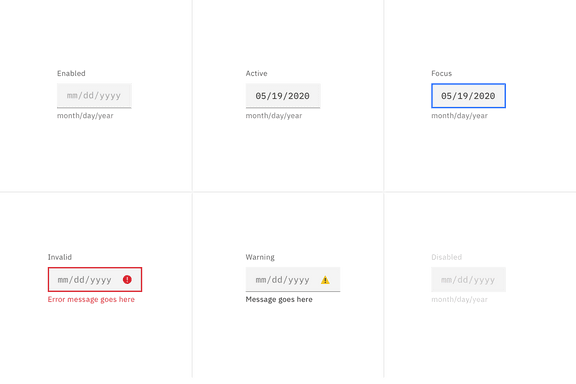 Enabled
mm/dd/yyyy
month/day/year
Active
05/19/2020
month/day/year
Focus
05/19/2020
month/day/year
Invalid
mm/dd/yyyy
Error message goes here
Warning
mm/dd/yyyy
Message goes here
Disabled
mm/dd/yyyy
month/day/year